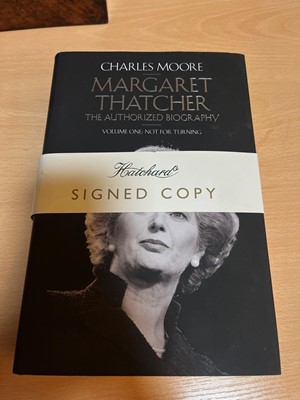 CHARLES MOORE
MARGARET
THATCHER
THE AUTHORIZED BIOGRAPHY
VOLUME ONE: NOT FOR TURNING
Hatchards
SIGNED COPY